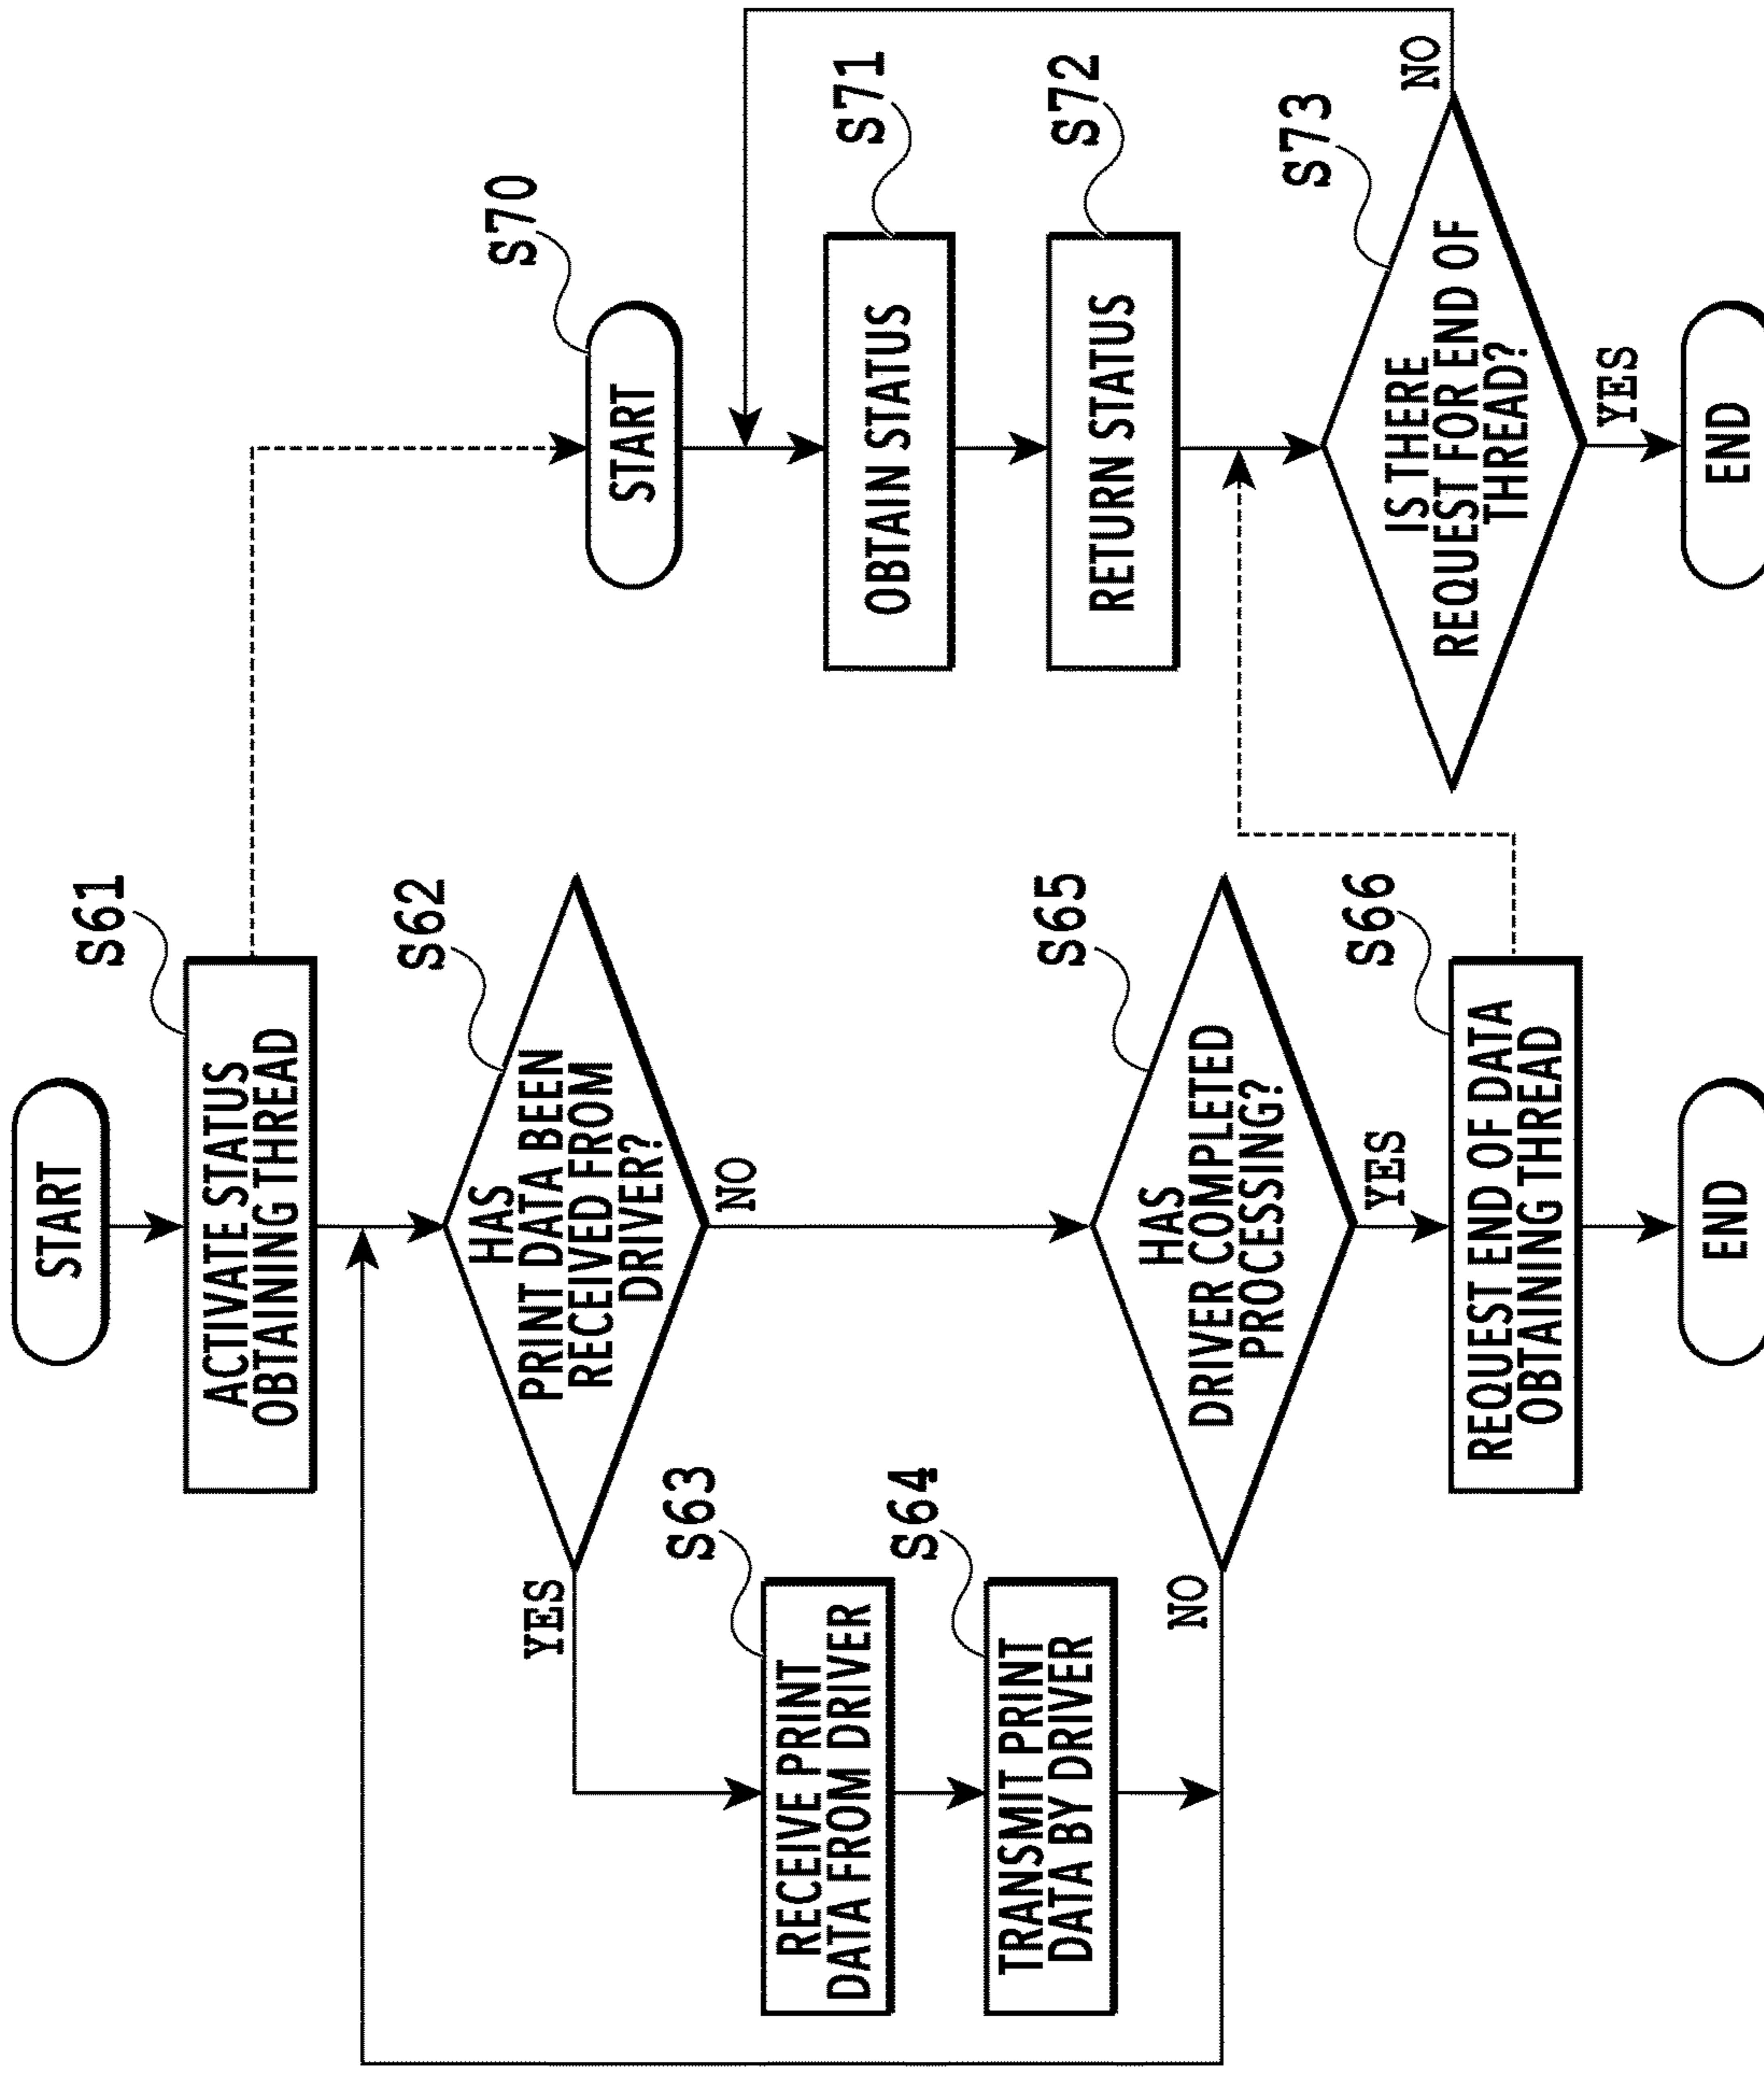 START
S61
ACTIVATE STATUS
OBTAINING THREAD
S62
HAS
PRINT DATA BEEN
RECEIVED FROM
DRIVER?
YES
NO
S63
RECEIVE PRINT
DATA FROM DRIVER
S64
TRANSMIT PRINT
DATA BY DRIVER
S65
HAS
DRIVER COMPLETED
PROCESSING?
NO
YES
S66
REQUEST END OF DATA
OBTAINING THREAD
END
S70
START
S71
OBTAIN STATUS
S72
RETURN STATUS
S73
IS THERE
REQUEST FOR END OF
THREAD?
NO
YES
END